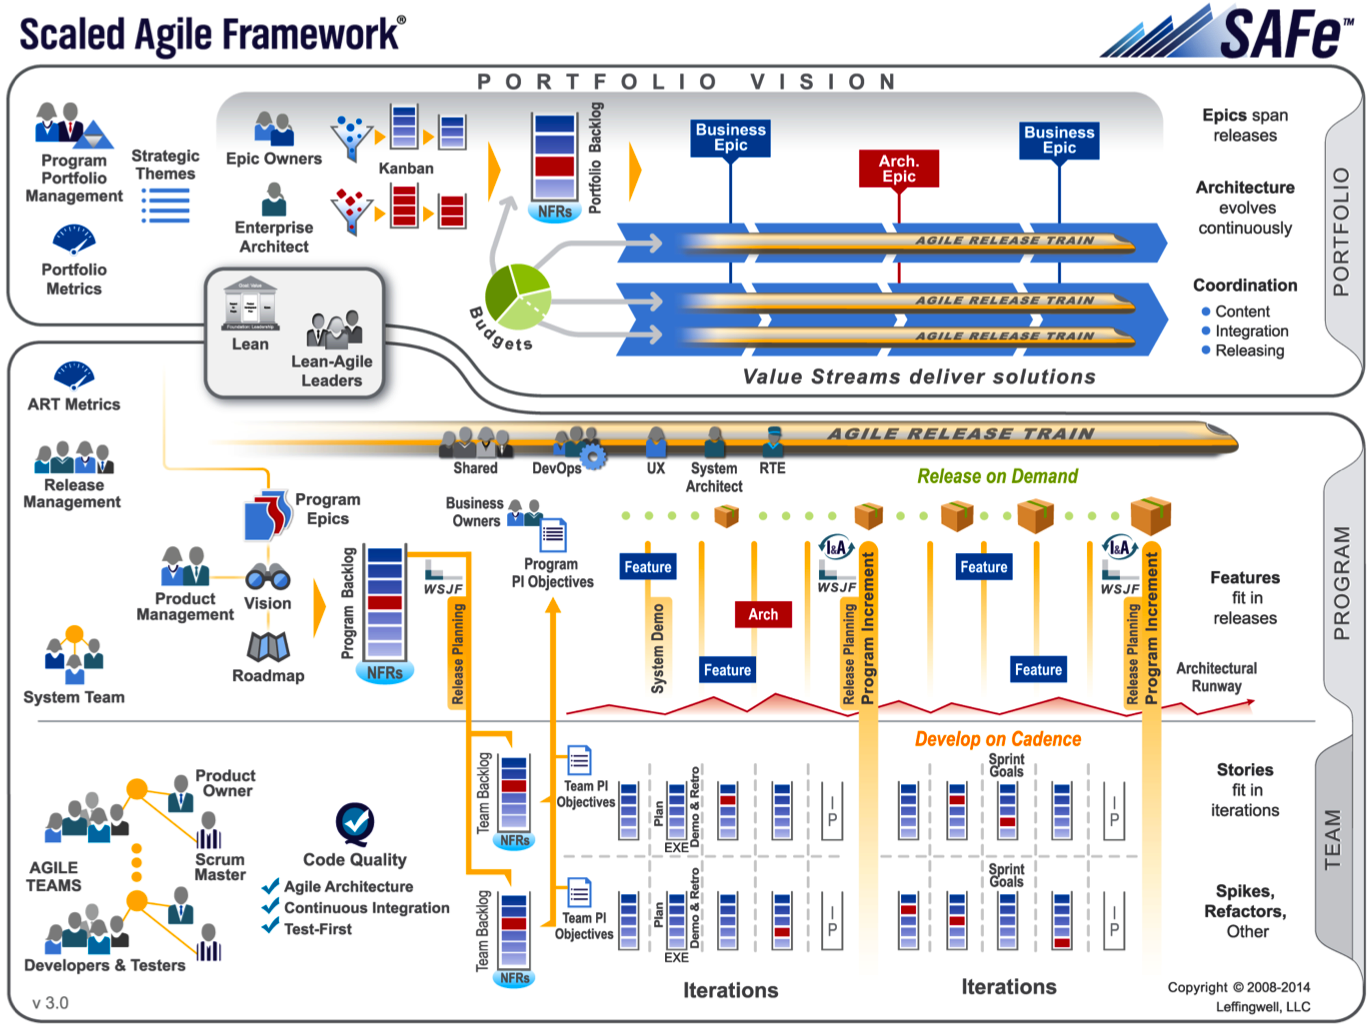 Scaled Agile Framework®
SAFe™
PORTFOLIO VISION
Program
Portfolio
Management
Strategic
Themes
Portfolio
Metrics
Epic Owners
Enterprise
Architect
Kanban
Portfolio Backlog
NFRs
Budgets
Business
Epic
Arch.
Epic
Business
Epic
AGILE RELEASE TRAIN
AGILE RELEASE TRAIN
AGILE RELEASE TRAIN
Value Streams deliver solutions
Epics span
releases
Architecture
evolves
continuously
Coordination
Content
Integration
Releasing
PORTFOLIO
Lean
Lean-Agile
Leaders
ART Metrics
Release
Management
AGILE RELEASE TRAIN
Shared
DevOps
UX
System
Architect
RTE
Release on Demand
Program
Epics
Product
Management
Vision
Roadmap
System Team
Program Backlog
NFRs
WSJF
Release Planning
Business
Owners
Program
PI Objectives
Feature
System Demo
Feature
Arch
I&A
WSJF
Release Planning
Program Increment
Feature
Feature
I&A
WSJF
Release Planning
Program Increment
Features
fit in
releases
Architectural
Runway
PROGRAM
Develop on Cadence
AGILE
TEAMS
Product
Owner
Scrum
Master
Developers & Testers
Code Quality
Agile Architecture
Continuous Integration
Test-First
Team Backlog
NFRs
Team PI
Objectives
Plan
EXE
Demo & Retro
I
P
Sprint
Goals
I
P
Team Backlog
NFRs
Team PI
Objectives
Plan
EXE
Demo & Retro
I
P
Sprint
Goals
I
P
Iterations
Iterations
Stories
fit in
iterations
Spikes,
Refactors,
Other
TEAM
v 3.0
Copyright © 2008-2014
Leffingwell, LLC